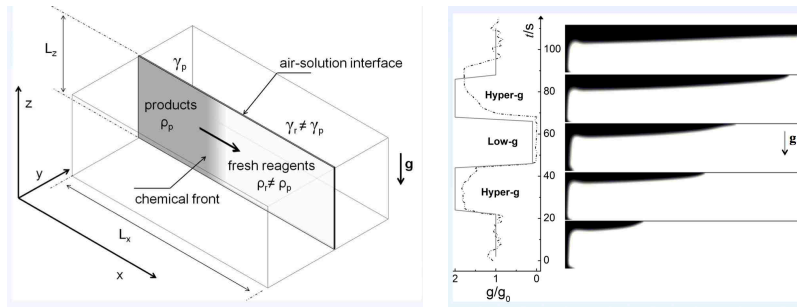 L_z
γ_p
air-solution interface
products
ρ_p
γ_r ≠ γ_p
z
g
fresh reagents
ρ_r ≠ ρ_p
y
chemical front
L_x
x
t/s
100
Hyper-g
80
Low-g
60
g
40
Hyper-g
20
0
2 1 0
g/g_0